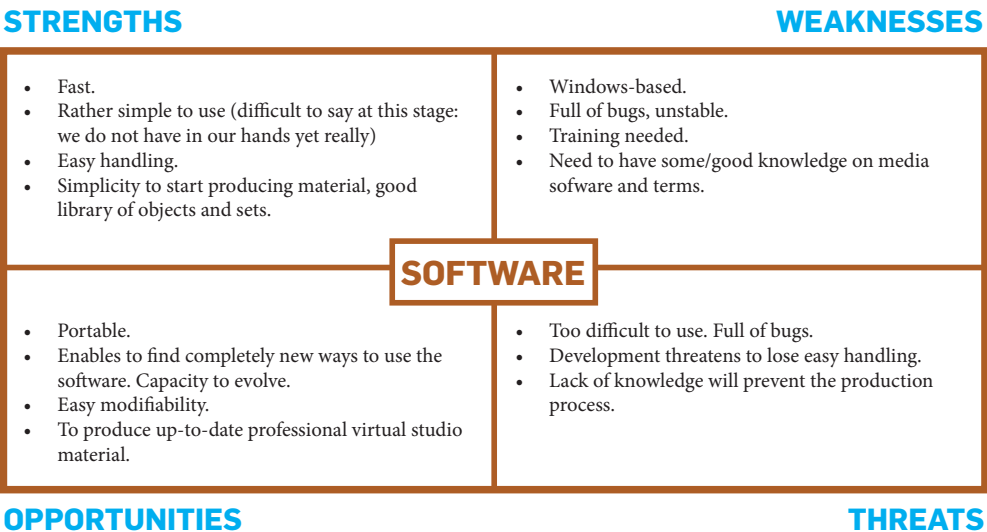 STRENGTHS
WEAKNESSES
• Fast.
• Rather simple to use (difficult to say at this stage:
we do not have in our hands yet really)
• Easy handling.
• Simplicity to start producing material, good
library of objects and sets.
• Windows-based.
• Full of bugs, unstable.
• Training needed.
• Need to have some/good knowledge on media
sofware and terms.
SOFTWARE
• Portable.
• Enables to find completely new ways to use the
software. Capacity to evolve.
• Easy modifiability.
• To produce up-to-date professional virtual studio
material.
• Too difficult to use. Full of bugs.
• Development threatens to lose easy handling.
• Lack of knowledge will prevent the production
process.
OPPORTUNITIES
THREATS